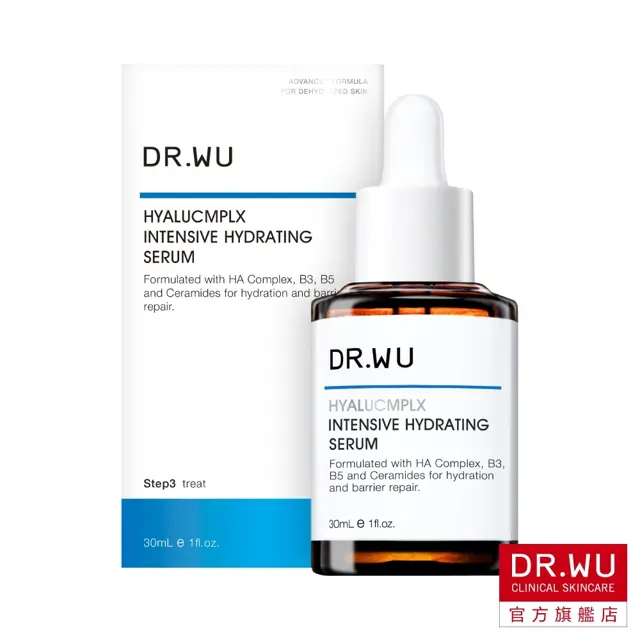 ADVANCED FORMULA
FOR DEHYDRATED SKIN
DR.WU
HYALUCMPLX
INTENSIVE HYDRATING
SERUM
Formulated with HA Complex, B3, B5
and Ceramides for hydration and barrier
repair.
Step3 treat
30mL e 1fl.oz.
DR.WU
HYALUCMPLX
INTENSIVE HYDRATING
SERUM
Formulated with HA Complex, B3,
B5 and Ceramides for hydration
and barrier repair.
30mL e 1fl.oz.
DR.WU
CLINICAL SKINCARE
官方旗艦店